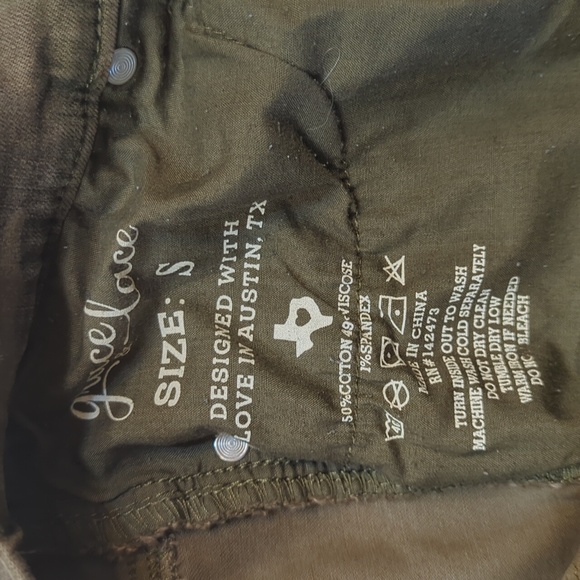 grace & lace
SIZE: S
DESIGNED WITH
LOVE IN AUSTIN, TX
50%COTTON 49%VISCOSE
1%SPANDEX
MADE IN CHINA
RN#142473
TURN INSIDE OUT TO WASH
MACHINE WASH COLD SEPARATELY
DO NOT DRY CLEAN
TUMBLE DRY LOW
WARM IRON IF NEEDED
DO NOT BLEACH